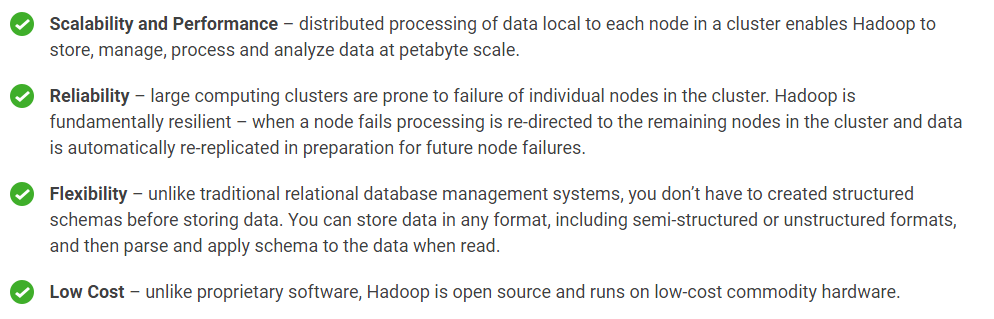 Scalability and Performance – distributed processing of data local to each node in a cluster enables Hadoop to
store, manage, process and analyze data at petabyte scale.
Reliability – large computing clusters are prone to failure of individual nodes in the cluster. Hadoop is
fundamentally resilient – when a node fails processing is re-directed to the remaining nodes in the cluster and data
is automatically re-replicated in preparation for future node failures.
Flexibility – unlike traditional relational database management systems, you don’t have to created structured
schemas before storing data. You can store data in any format, including semi-structured or unstructured formats,
and then parse and apply schema to the data when read.
Low Cost – unlike proprietary software, Hadoop is open source and runs on low-cost commodity hardware.